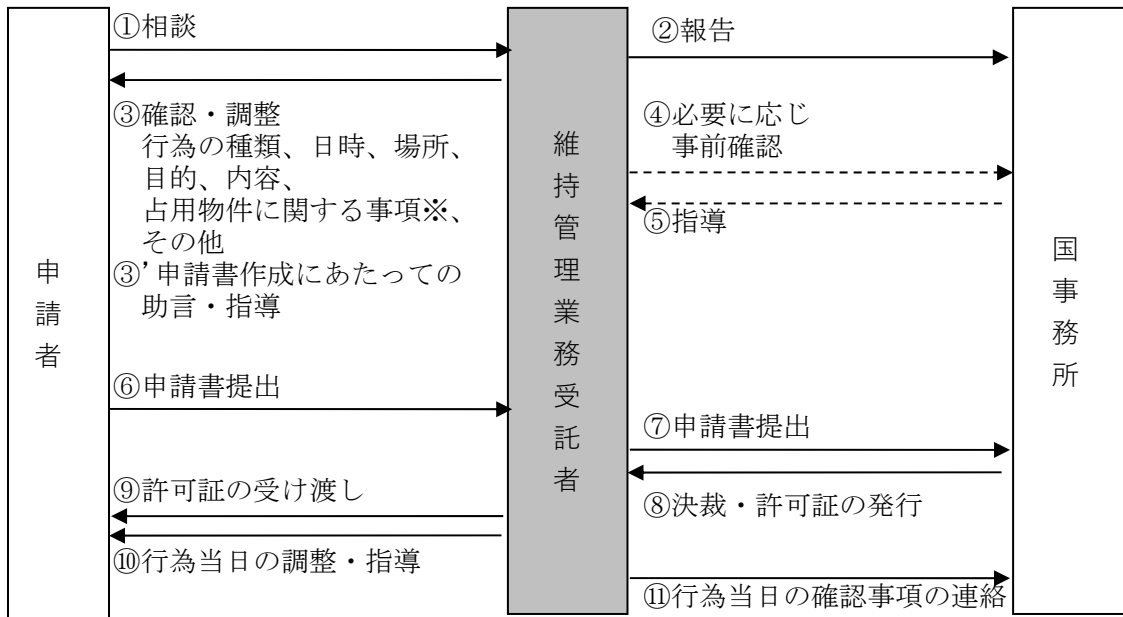 ①相談
②報告
③確認・調整
行為の種類、日時、場所、
目的、内容、
占用物件に関する事項※、
その他
③’申請書作成にあたっての
助言・指導
④必要に応じ
事前確認
⑤指導
申請者
維持管理業務受託者
国事務所
⑥申請書提出
⑦申請書提出
⑧決裁・許可証の発行
⑨許可証の受け渡し
⑩行為当日の調整・指導
⑪行為当日の確認事項の連絡